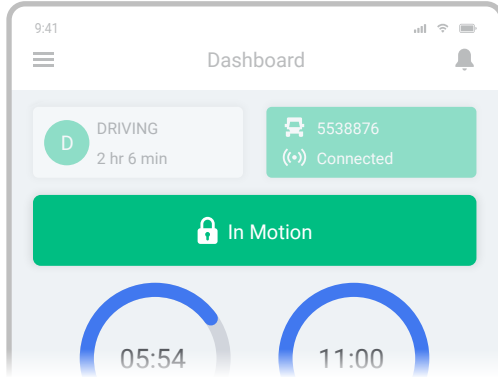 9:41
Dashboard
D
DRIVING
2 hr 6 min
5538876
Connected
In Motion
05:54
11:00